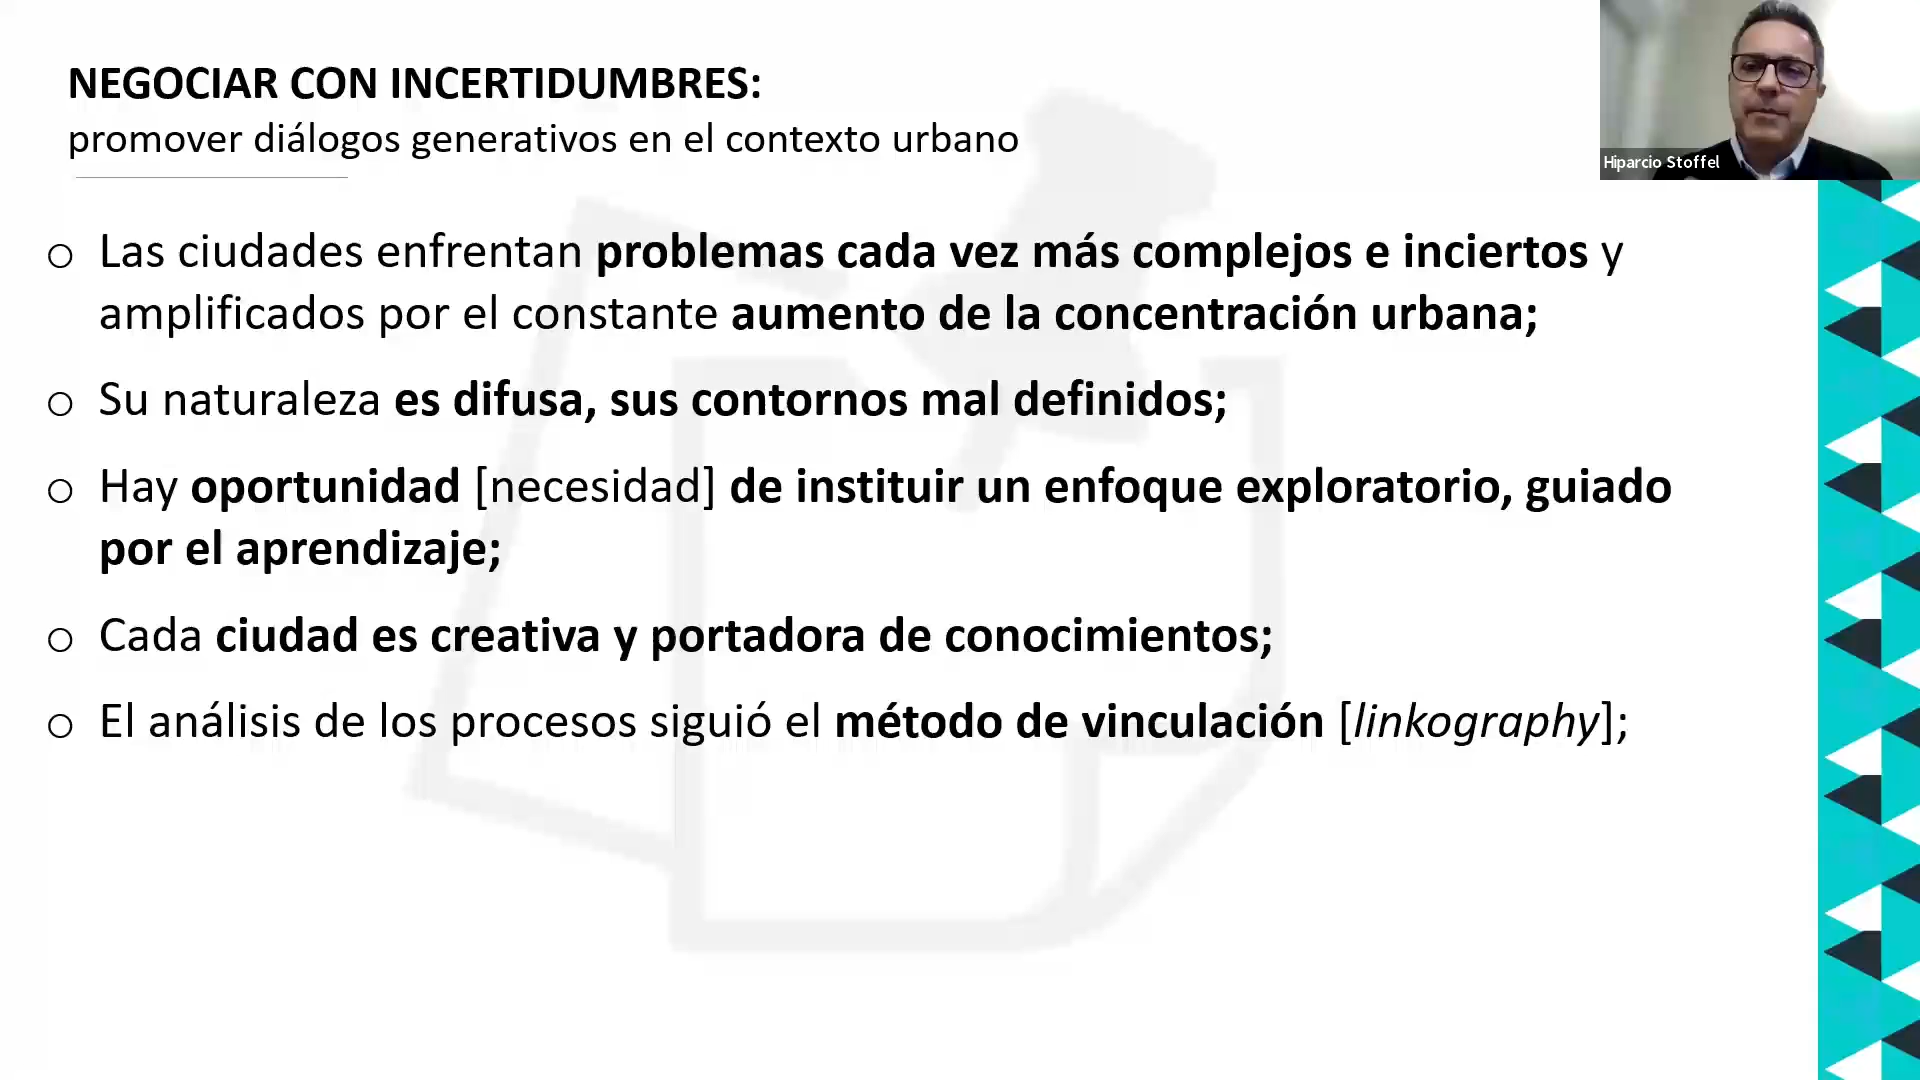 NEGOCIAR CON INCERTIDUMBRES:
promover diálogos generativos en el contexto urbano
Hiparcio Stoffel
Las ciudades enfrentan problemas cada vez más complejos e inciertos y
amplificados por el constante aumento de la concentración urbana;
Su naturaleza es difusa, sus contornos mal definidos;
Hay oportunidad [necesidad] de instituir un enfoque exploratorio, guiado
por el aprendizaje;
Cada ciudad es creativa y portadora de conocimientos;
El análisis de los procesos siguió el método de vinculación [linkography];